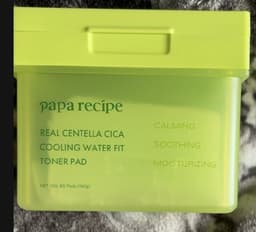 papa recipe
REAL CENTELLA CICA
COOLING WATER FIT
TONER PAD
CALMING
SOOTHING
MOISTURIZING